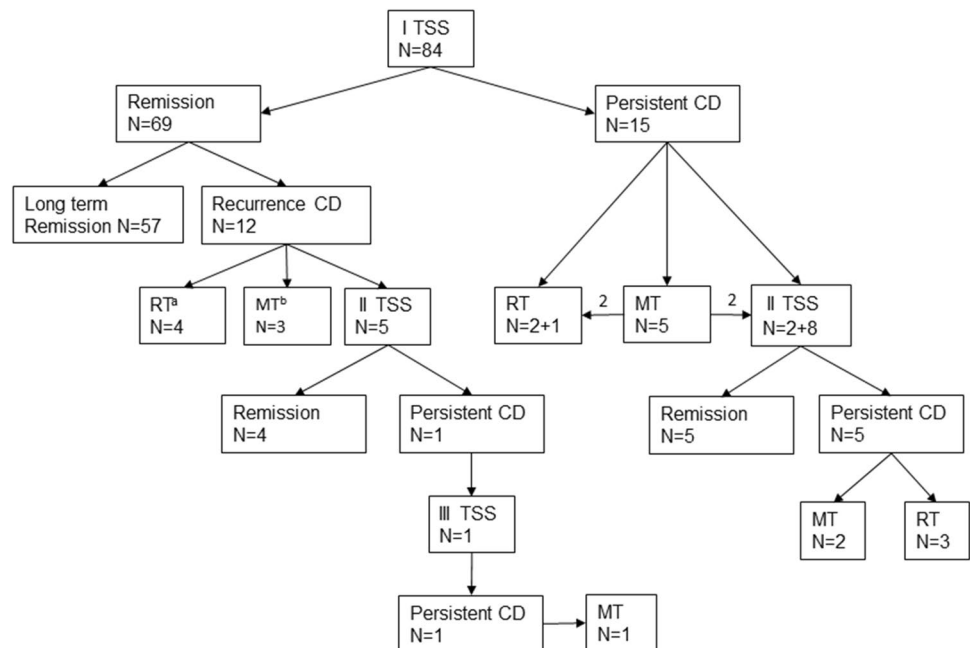 Ⅰ TSS
N=84
Remission
N=69
Persistent CD
N=15
Long term
Remission N=57
Recurrence CD
N=12
RTᵃ
N=4
MTᵇ
N=3
Ⅱ TSS
N=5
RT
N=2+1
2
MT
N=5
2
Ⅱ TSS
N=2+8
Remission
N=4
Persistent CD
N=1
Remission
N=5
Persistent CD
N=5
Ⅲ TSS
N=1
MT
N=2
RT
N=3
Persistent CD
N=1
MT
N=1